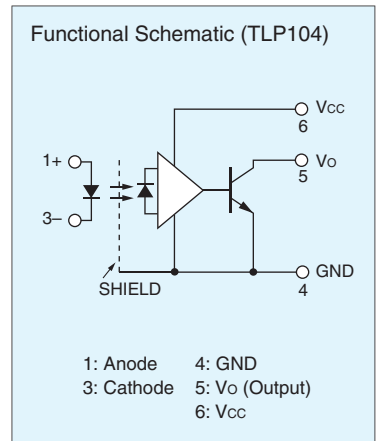 Functional Schematic (TLP104)
VCC
6
1+
VO
5
3–
GND
4
SHIELD
1: Anode 4: GND
3: Cathode 5: VO (Output)
6: VCC